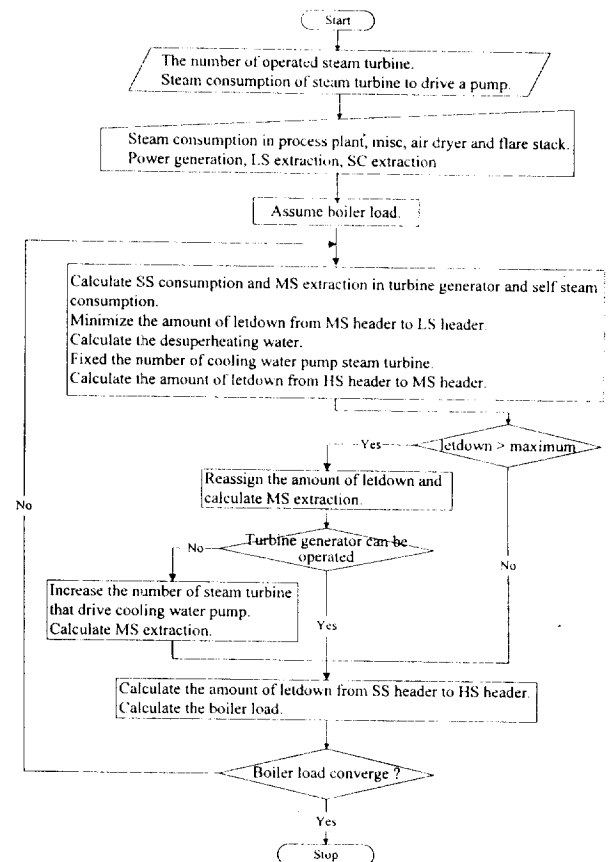 Start
The number of operated steam turbine.
Steam consumption of steam turbine to drive a pump.
Steam consumption in process plant, misc, air dryer and flare stack.
Power generation, LS extraction, SC extraction
Assume boiler load.
Calculate SS consumption and MS extraction in turbine generator and self steam
consumption.
Minimize the amount of letdown from MS header to LS header.
Calculate the desuperheating water.
Fixed the number of cooling water pump steam turbine.
Calculate the amount of letdown from HS header to MS header.
letdown > maximum
Yes
Reassign the amount of letdown and
calculate MS extraction.
No
Turbine generator can be
operated
No
No
Increase the number of steam turbine
that drive cooling water pump.
Calculate MS extraction.
Yes
Calculate the amount of letdown from SS header to HS header.
Calculate the boiler load.
Boiler load converge ?
Yes
Stop